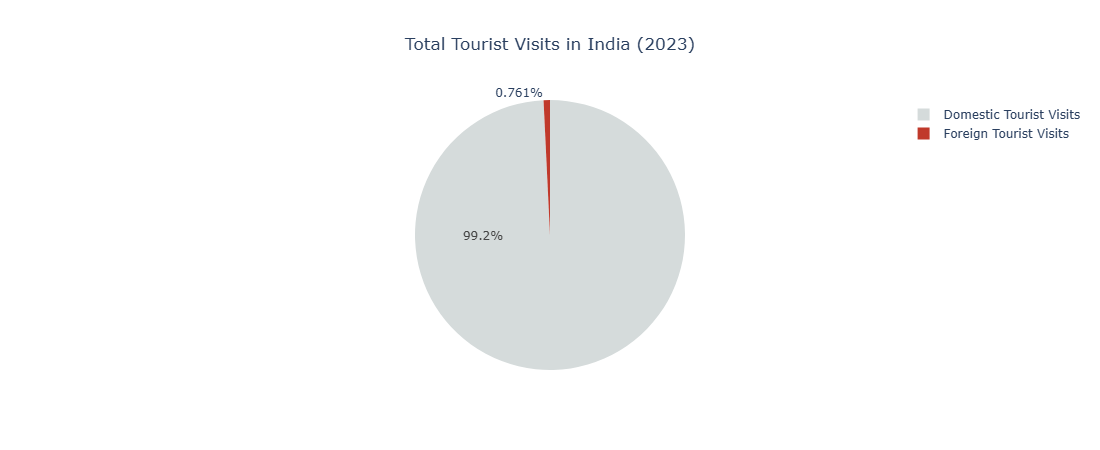 Total Tourist Visits in India (2023)
0.761%
Domestic Tourist Visits
Foreign Tourist Visits
99.2%